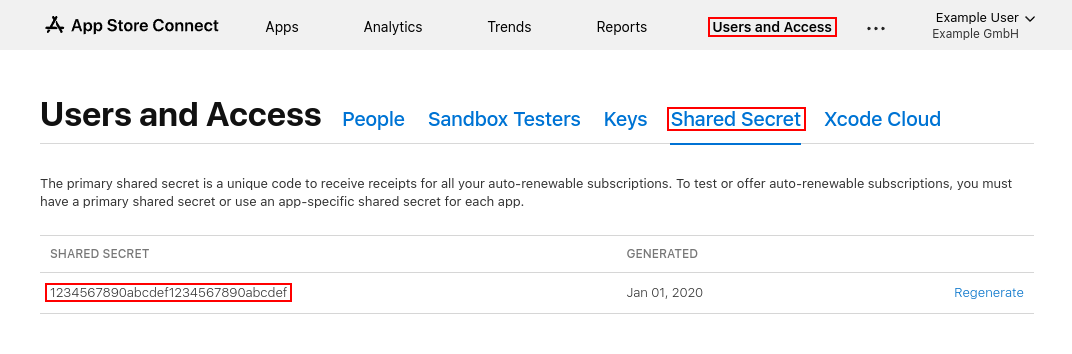 App Store Connect Apps Analytics Trends Reports Users and Access ••• Example User
Example GmbH
Users and Access People Sandbox Testers Keys Shared Secret Xcode Cloud
The primary shared secret is a unique code to receive receipts for all your auto-renewable subscriptions. To test or offer auto-renewable subscriptions, you must
have a primary shared secret or use an app-specific shared secret for each app.
SHARED SECRET GENERATED
1234567890abcdef1234567890abcdef Jan 01, 2020 Regenerate